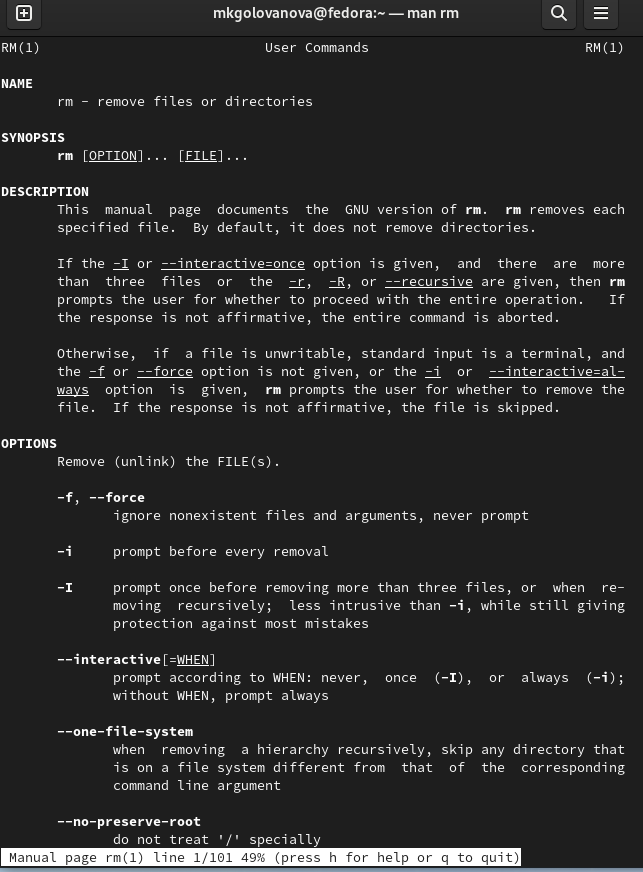 mkgolovanova@fedora:~ — man rm
RM(1) User Commands RM(1)
NAME
rm - remove files or directories
SYNOPSIS
rm [OPTION]... [FILE]...
DESCRIPTION
This manual page documents the GNU version of rm. rm removes each
specified file. By default, it does not remove directories.
If the -I or --interactive=once option is given, and there are more
than three files or the -r, -R, or --recursive are given, then rm
prompts the user for whether to proceed with the entire operation. If
the response is not affirmative, the entire command is aborted.
Otherwise, if a file is unwritable, standard input is a terminal, and
the -f or --force option is not given, or the -i or --interactive=al-
ways option is given, rm prompts the user for whether to remove the
file. If the response is not affirmative, the file is skipped.
OPTIONS
Remove (unlink) the FILE(s).
-f, --force
ignore nonexistent files and arguments, never prompt
-i prompt before every removal
-I prompt once before removing more than three files, or when re-
moving recursively; less intrusive than -i, while still giving
protection against most mistakes
--interactive[=WHEN]
prompt according to WHEN: never, once (-I), or always (-i);
without WHEN, prompt always
--one-file-system
when removing a hierarchy recursively, skip any directory that
is on a file system different from that of the corresponding
command line argument
--no-preserve-root
do not treat '/' specially
Manual page rm(1) line 1/101 49% (press h for help or q to quit)